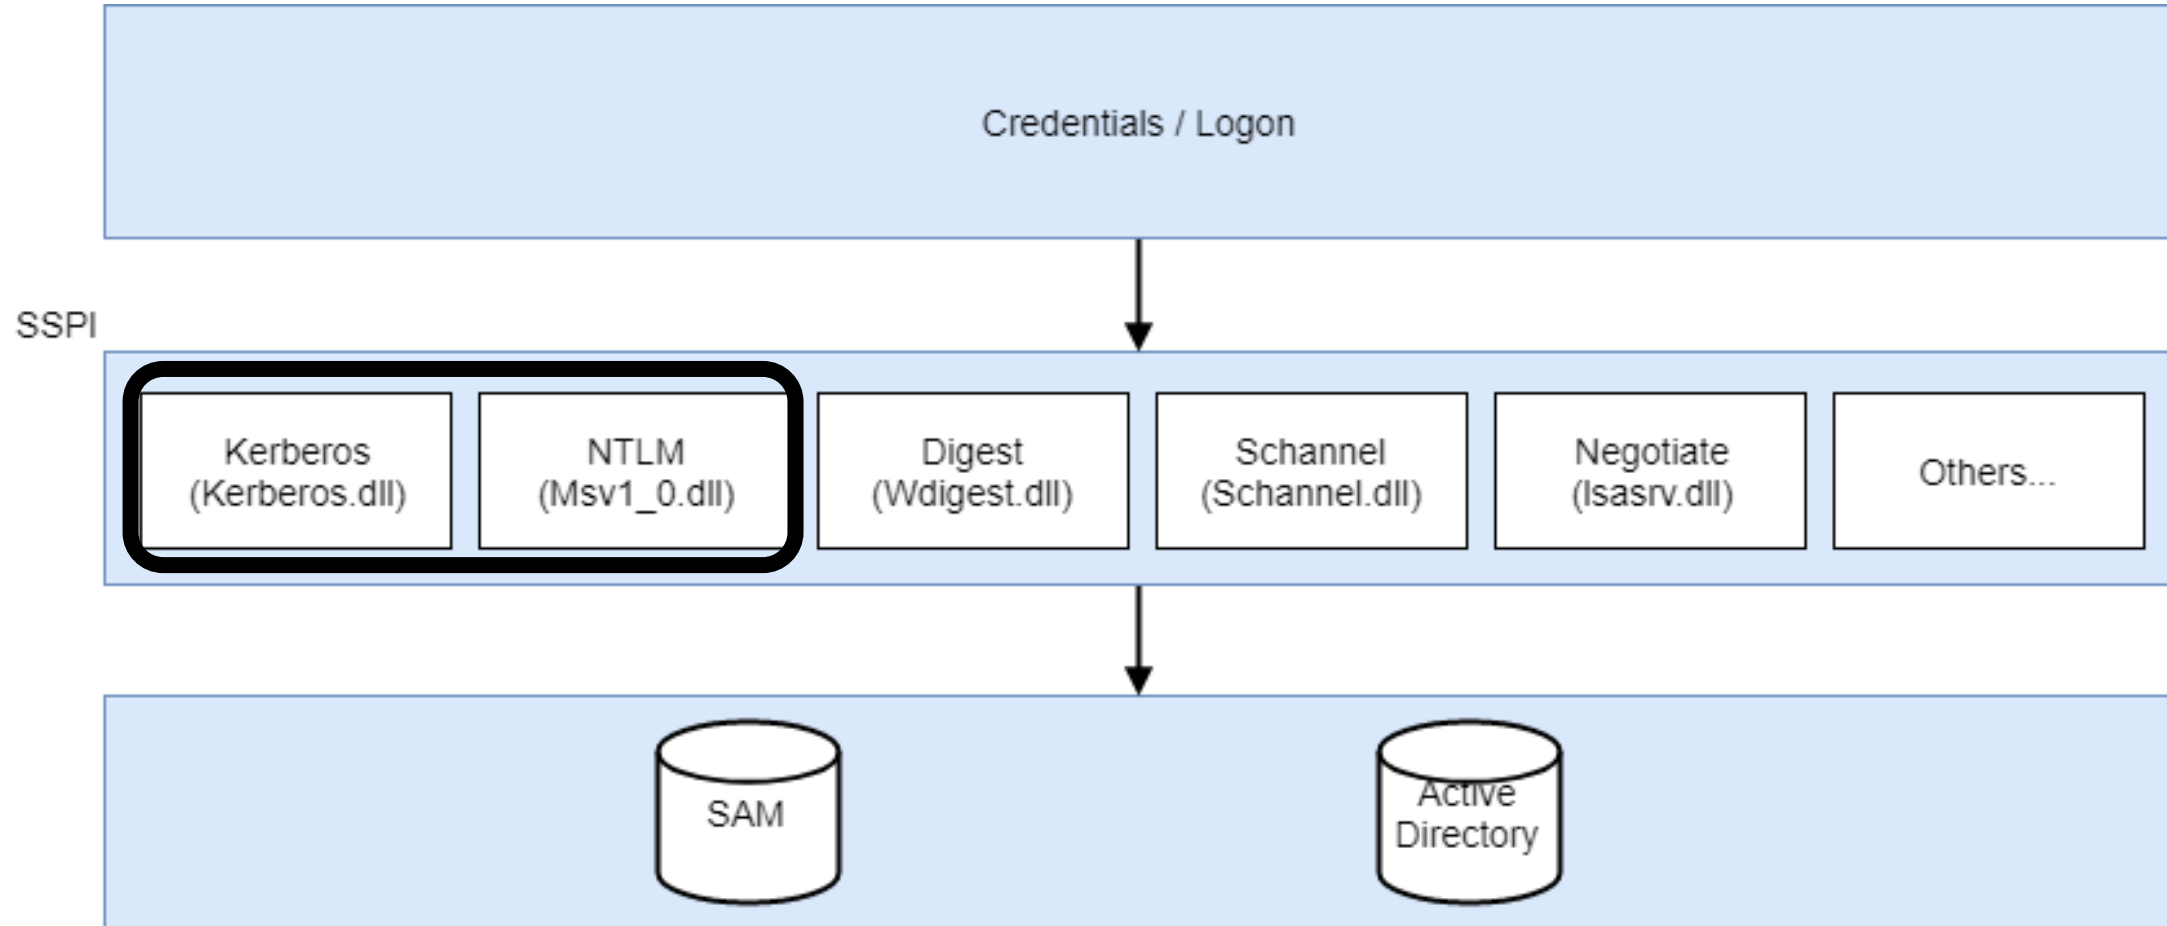 Credentials / Logon
SSPI
Kerberos
(Kerberos.dll)
NTLM
(Msv1_0.dll)
Digest
(Wdigest.dll)
Schannel
(Schannel.dll)
Negotiate
(lsasrv.dll)
Others...
SAM
Active
Directory